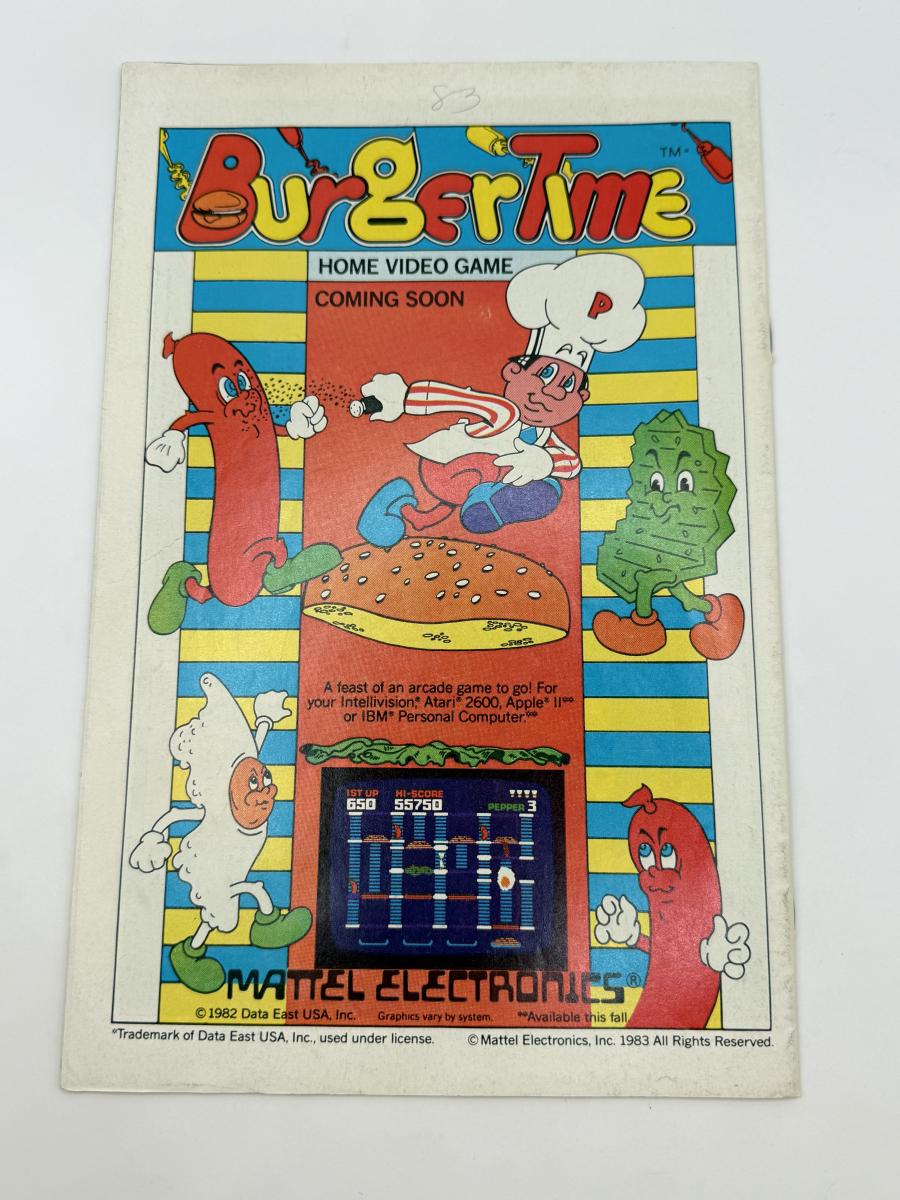 83
BurgerTime TM*
HOME VIDEO GAME
COMING SOON
P
A feast of an arcade game to go! For
your Intellivision,® Atari® 2600, Apple® II**
or IBM® Personal Computer.**
1ST UP HI-SCORE
650 55750 PEPPER 3
MATTEL ELECTRONICS®
©1982 Data East USA, Inc. Graphics vary by system. **Available this fall.
*Trademark of Data East USA, Inc., used under license. ©Mattel Electronics, Inc. 1983 All Rights Reserved.